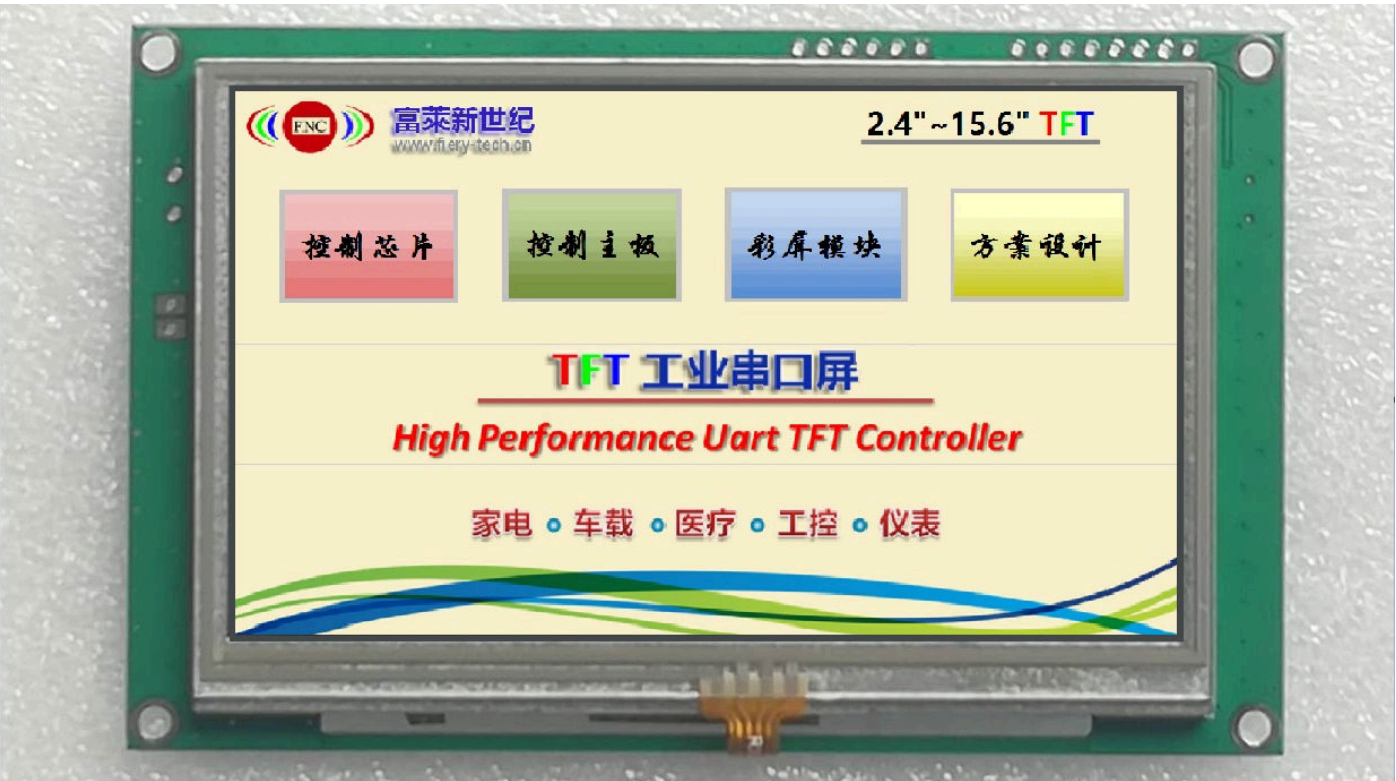 FNC 富莱新世纪 2.4"~15.6" TFT
www.fiery-tech.cn
控制芯片 控制主板 彩屏模块 方案设计
TFT 工业串口屏
High Performance Uart TFT Controller
家电 • 车载 • 医疗 • 工控 • 仪表